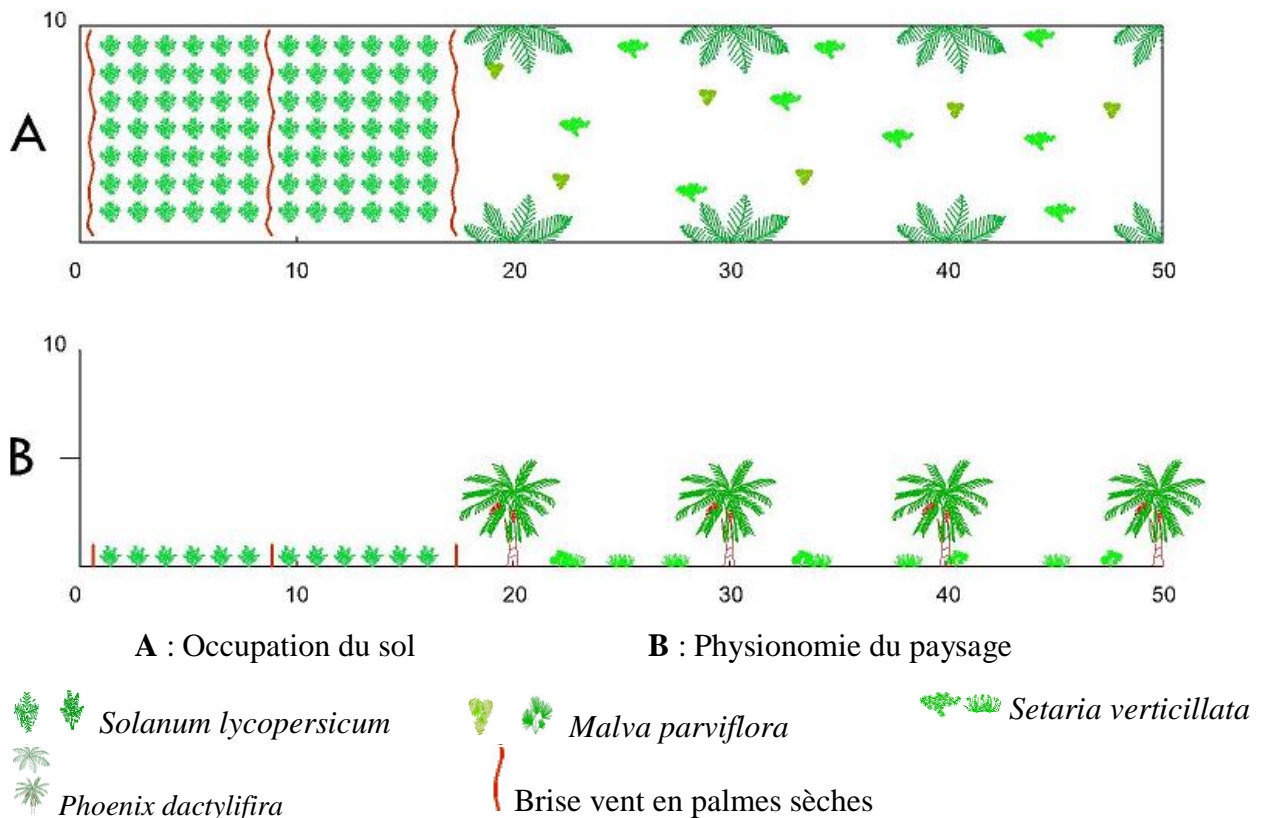 10
A
0 10 20 30 40 50
10
B
0 10 20 30 40 50
A : Occupation du sol B : Physionomie du paysage
Solanum lycopersicum Malva parviflora Setaria verticillata
Phoenix dactylifira Brise vent en palmes sèches